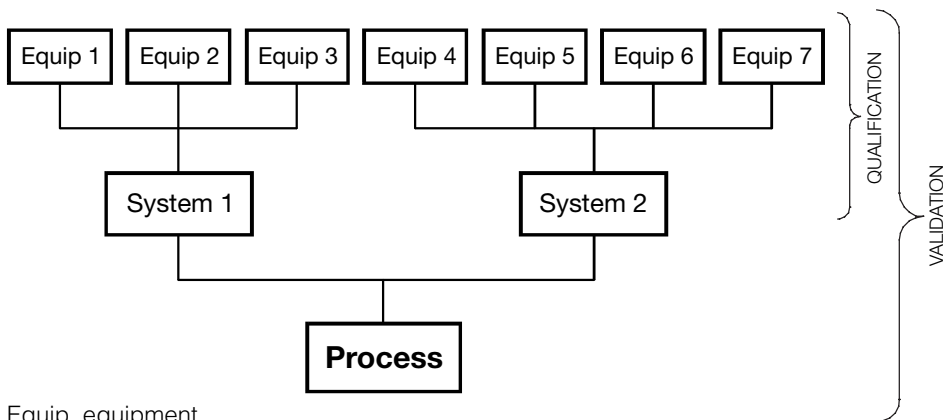 Equip 1 Equip 2 Equip 3 Equip 4 Equip 5 Equip 6 Equip 7
QUALIFICATION
VALIDATION
System 1 System 2
Process
Equip, equipment